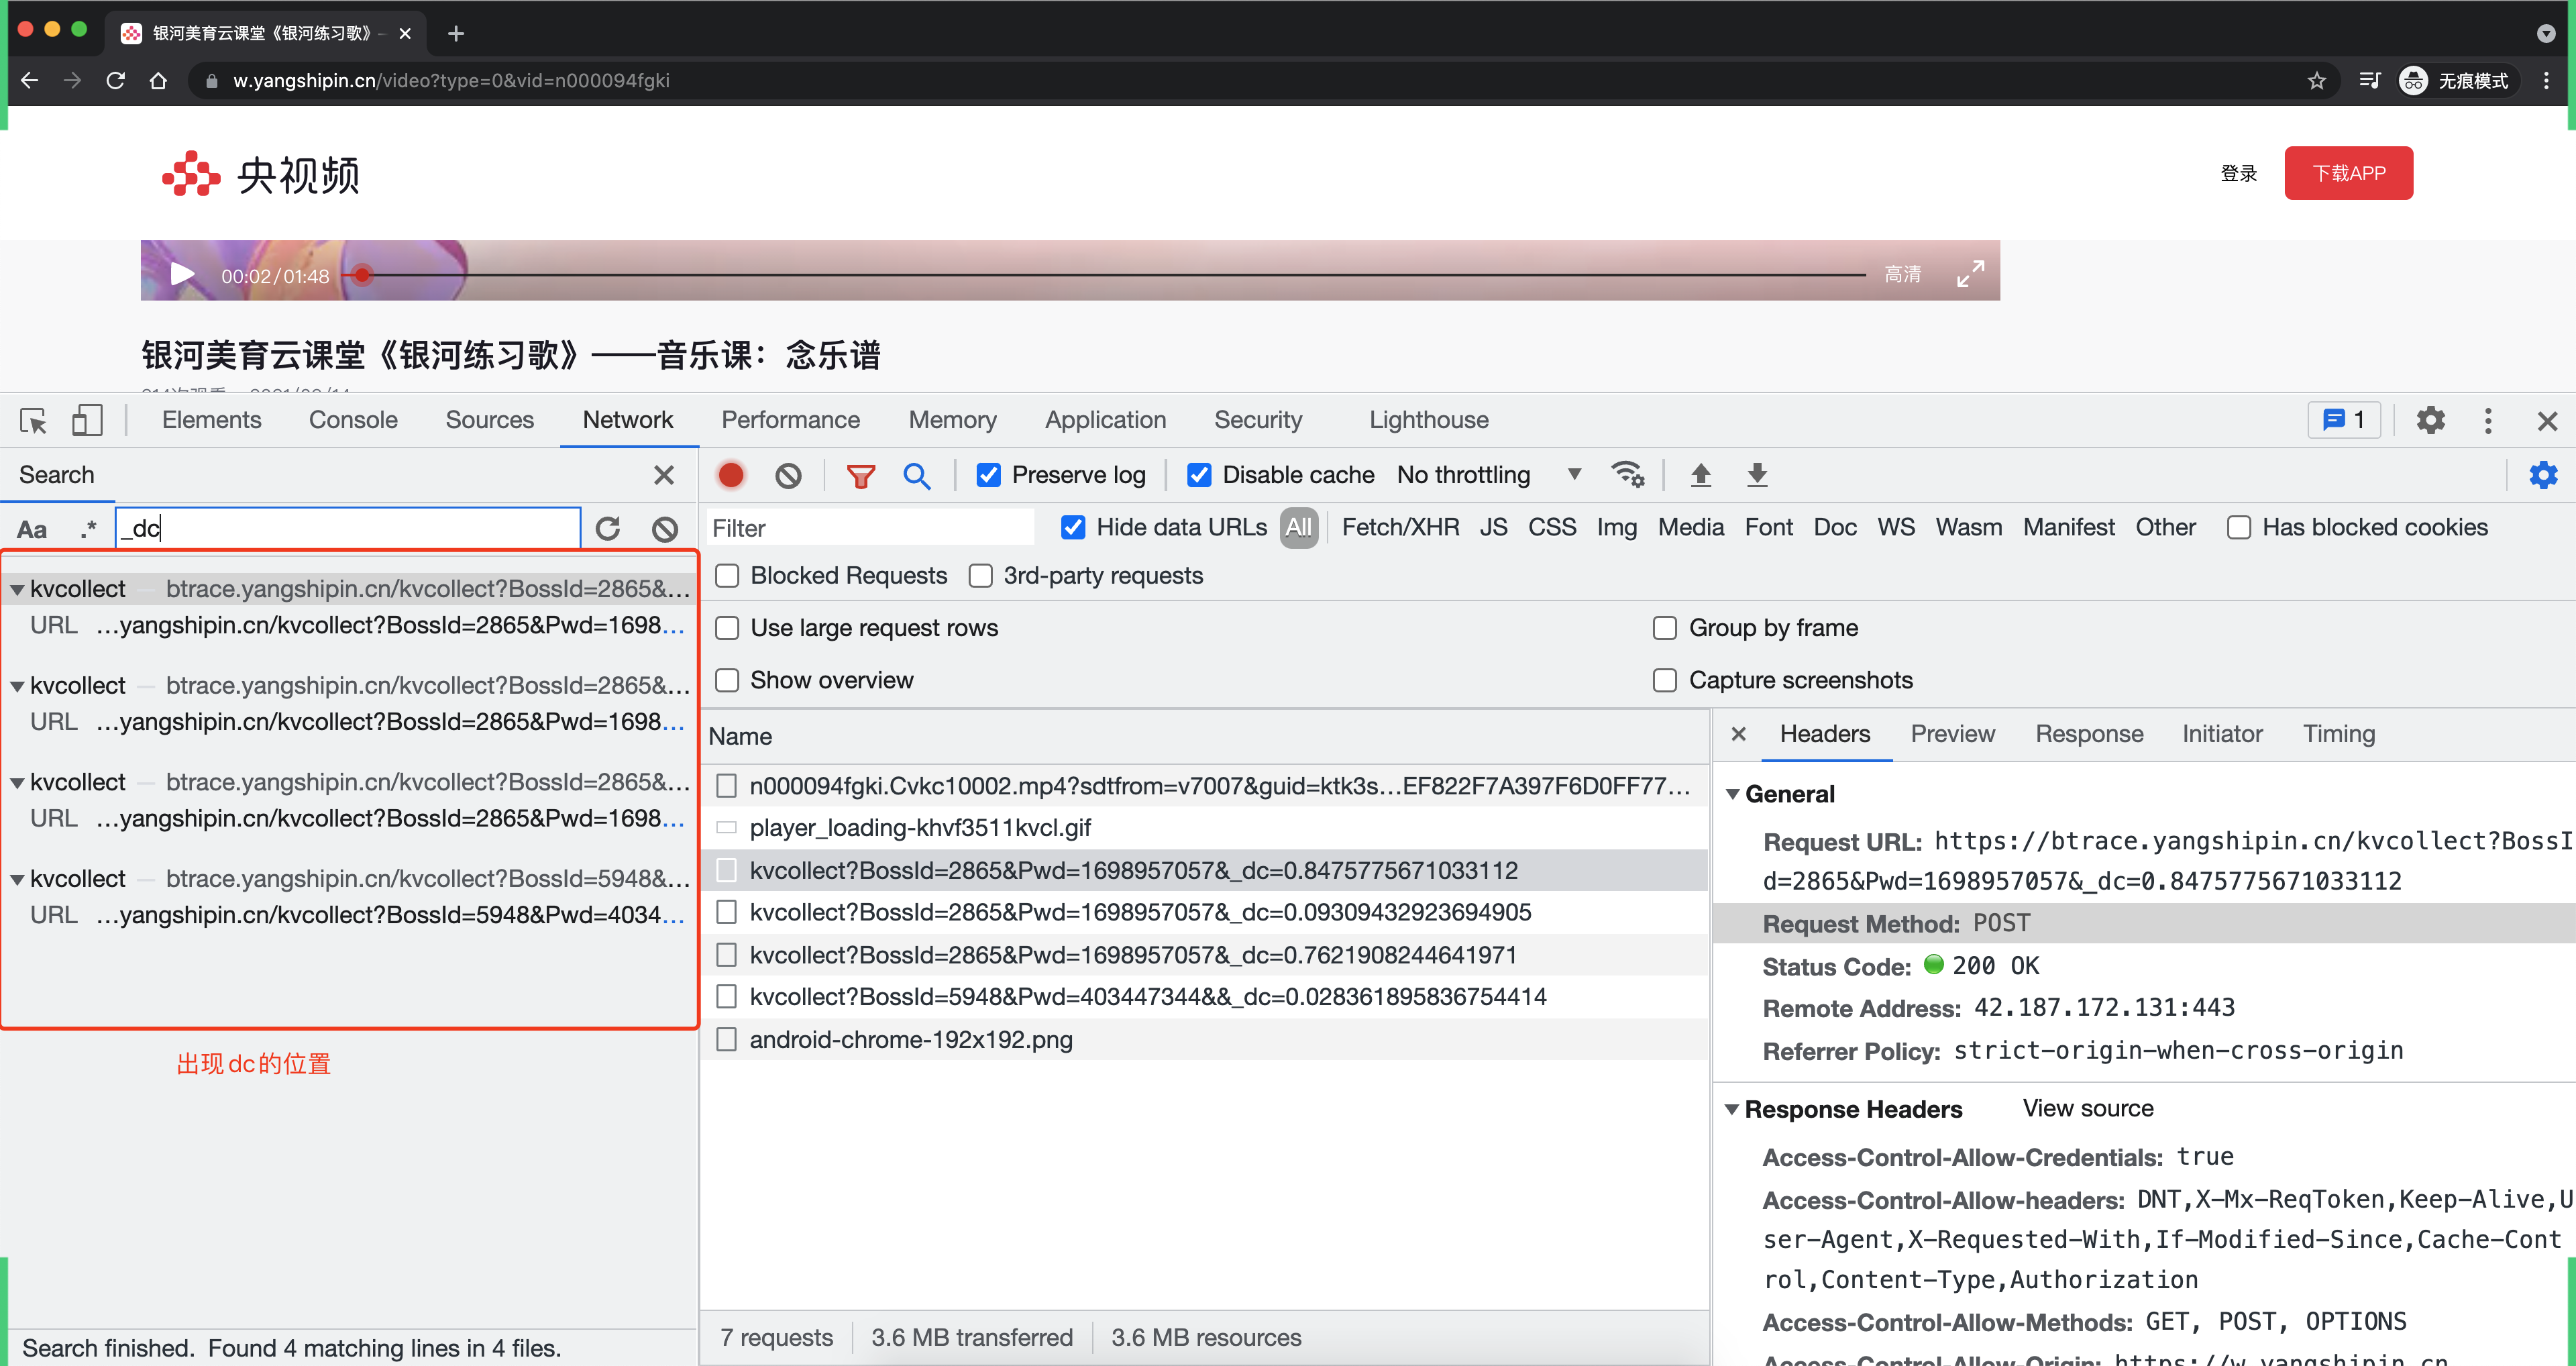 银河美育云课堂《银河练习歌》—
w.yangshipin.cn/video?type=0&vid=n000094fgki
无痕模式
央视频
登录
下载APP
00:02/01:48
高清
银河美育云课堂《银河练习歌》——音乐课：念乐谱
Elements Console Sources Network Performance Memory Application Security Lighthouse
1
Search
Preserve log Disable cache No throttling
Aa .* _dc
Filter Hide data URLs All Fetch/XHR JS CSS Img Media Font Doc WS Wasm Manifest Other Has blocked cookies
Blocked Requests 3rd-party requests
Use large request rows Group by frame
Show overview Capture screenshots
kvcollect — btrace.yangshipin.cn/kvcollect?BossId=2865&…
URL …yangshipin.cn/kvcollect?BossId=2865&Pwd=1698…
kvcollect — btrace.yangshipin.cn/kvcollect?BossId=2865&…
URL …yangshipin.cn/kvcollect?BossId=2865&Pwd=1698…
kvcollect — btrace.yangshipin.cn/kvcollect?BossId=2865&…
URL …yangshipin.cn/kvcollect?BossId=2865&Pwd=1698…
kvcollect — btrace.yangshipin.cn/kvcollect?BossId=5948&…
URL …yangshipin.cn/kvcollect?BossId=5948&Pwd=4034…
出现dc的位置
Search finished. Found 4 matching lines in 4 files.
Name
n000094fgki.Cvkc10002.mp4?sdtfrom=v7007&guid=ktk3s…EF822F7A397F6D0FF77…
player_loading-khvf3511kvcl.gif
kvcollect?BossId=2865&Pwd=1698957057&_dc=0.8475775671033112
kvcollect?BossId=2865&Pwd=1698957057&_dc=0.09309432923694905
kvcollect?BossId=2865&Pwd=1698957057&_dc=0.7621908244641971
kvcollect?BossId=5948&Pwd=403447344&&_dc=0.028361895836754414
android-chrome-192x192.png
7 requests 3.6 MB transferred 3.6 MB resources
Headers Preview Response Initiator Timing
General
Request URL: https://btrace.yangshipin.cn/kvcollect?BossI
d=2865&Pwd=1698957057&_dc=0.8475775671033112
Request Method: POST
Status Code: 200 OK
Remote Address: 42.187.172.131:443
Referrer Policy: strict-origin-when-cross-origin
Response Headers View source
Access-Control-Allow-Credentials: true
Access-Control-Allow-headers: DNT,X-Mx-ReqToken,Keep-Alive,U
ser-Agent,X-Requested-With,If-Modified-Since,Cache-Cont
rol,Content-Type,Authorization
Access-Control-Allow-Methods: GET, POST, OPTIONS
Access-Control-Allow-Origin: https://w.yangshipin.cn